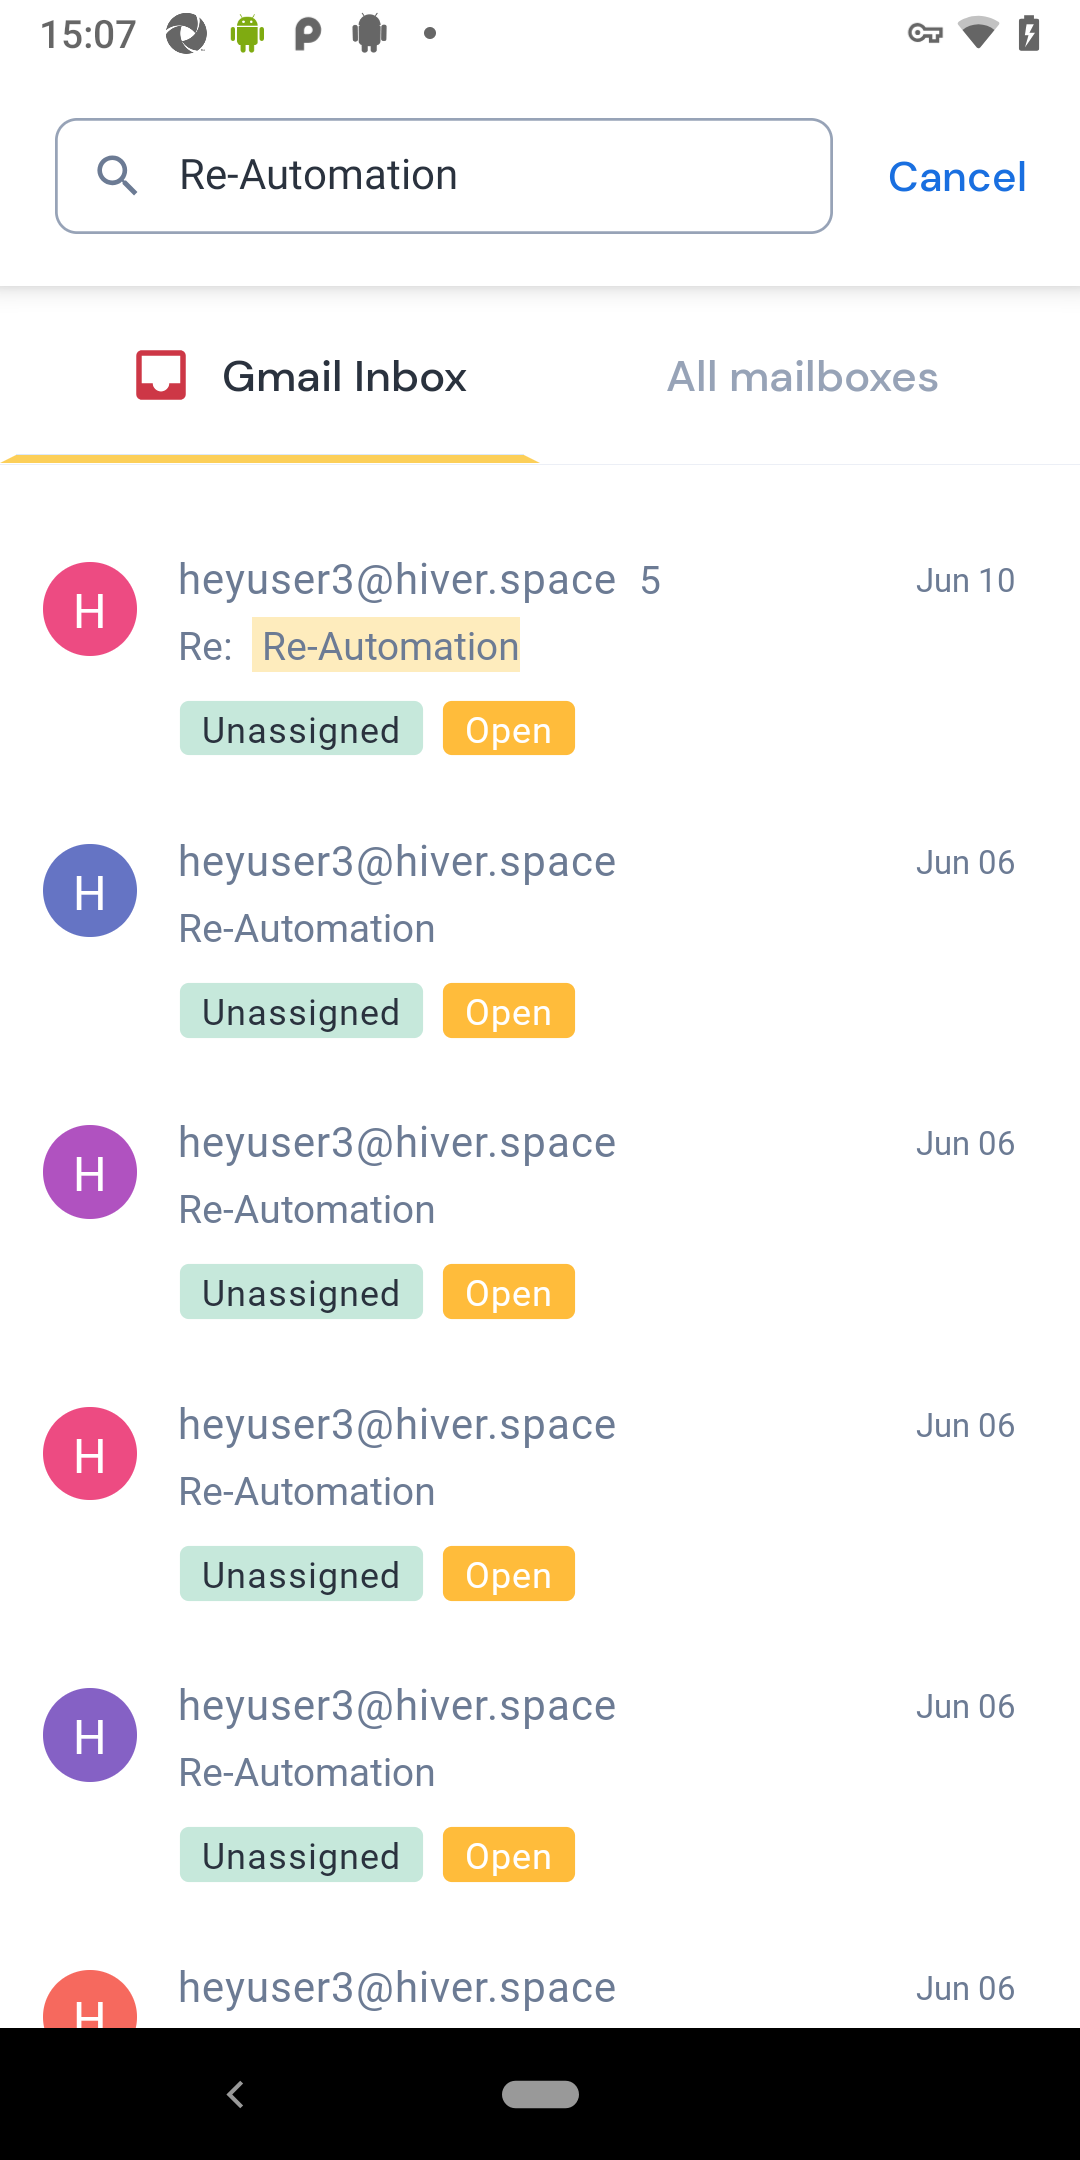 15:07
Re-Automation
Cancel
Gmail Inbox
All mailboxes
H
heyuser3@hiver.space 5
Jun 10
Re: Re-Automation
Unassigned Open
H
heyuser3@hiver.space
Jun 06
Re-Automation
Unassigned Open
H
heyuser3@hiver.space
Jun 06
Re-Automation
Unassigned Open
H
heyuser3@hiver.space
Jun 06
Re-Automation
Unassigned Open
H
heyuser3@hiver.space
Jun 06
Re-Automation
Unassigned Open
H
heyuser3@hiver.space
Jun 06